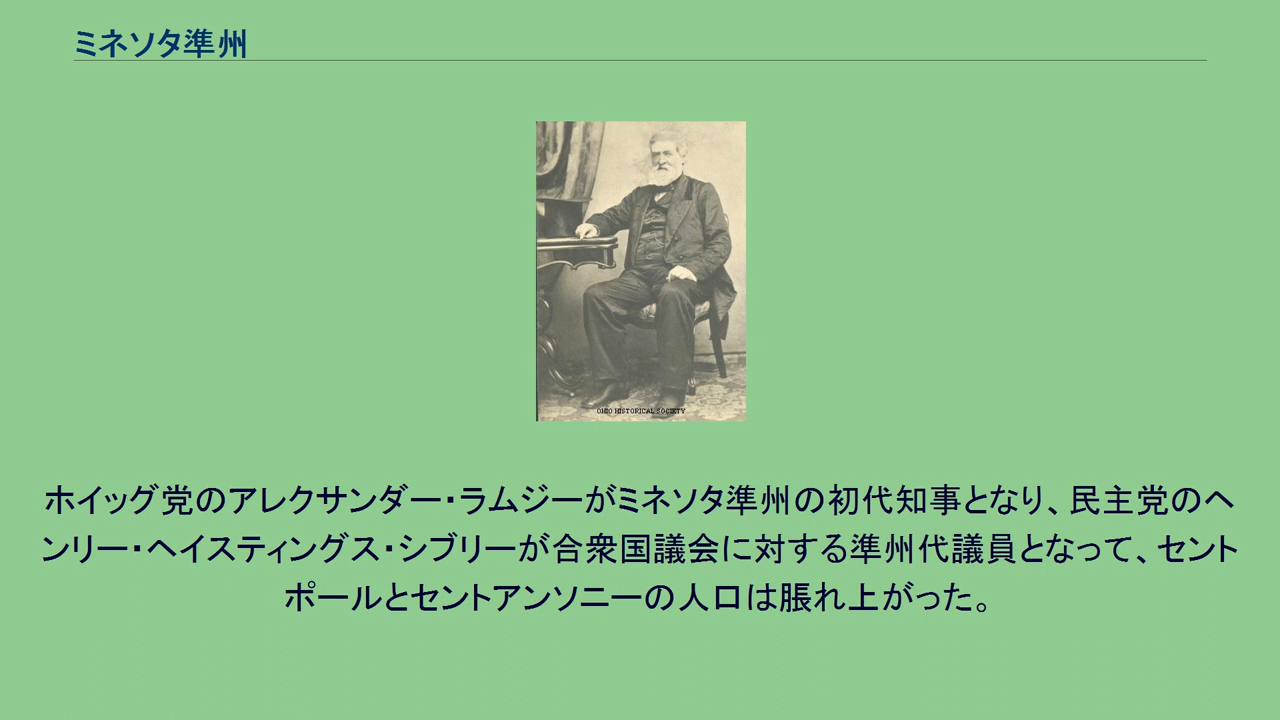 ミネソタ準州
OHIO HISTORICAL SOCIETY
ホイッグ党のアレクサンダー・ラムジーがミネソタ準州の初代知事となり、民主党のヘ
ンリー・ヘイスティングス・シブリーが合衆国議会に対する準州代議員となって、セント
ポールとセントアンソニーの人口は脹れ上がった。